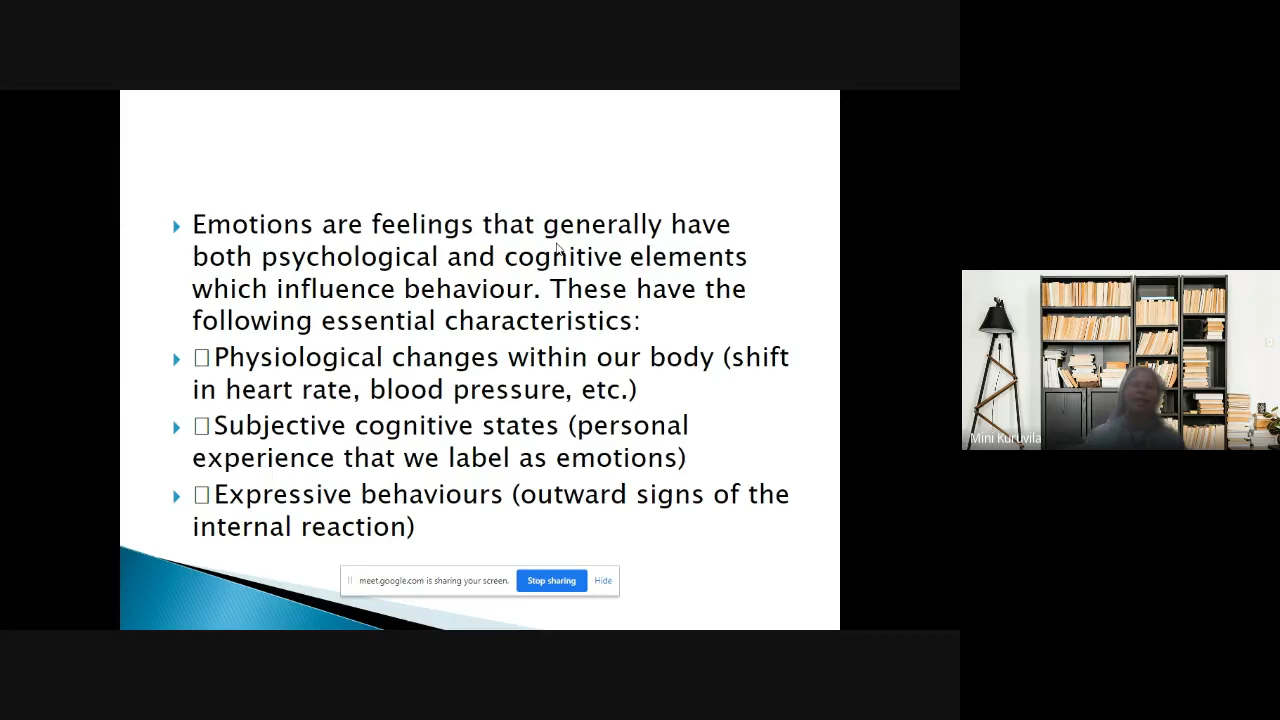 Emotions are feelings that generally have
both psychological and cognitive elements
which influence behaviour. These have the
following essential characteristics:
Physiological changes within our body (shift
in heart rate, blood pressure, etc.)
Subjective cognitive states (personal
experience that we label as emotions)
Expressive behaviours (outward signs of the
internal reaction)
meet.google.com is sharing your screen. Stop sharing Hide
Mini Kuruvila